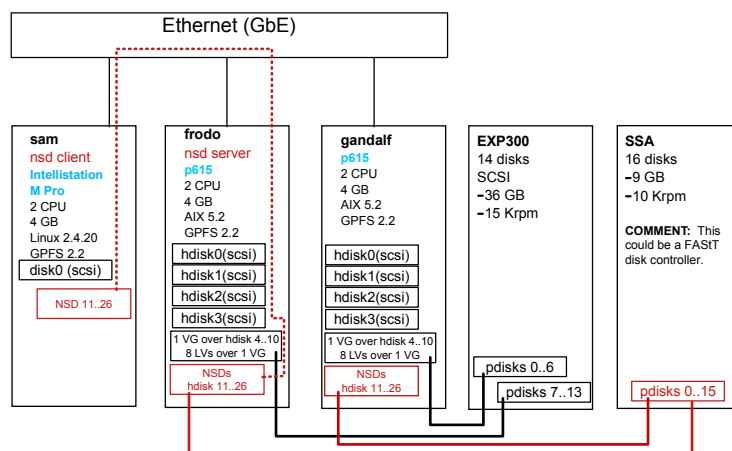 Ethernet (GbE)
sam
nsd client
Intellistation
M Pro
2 CPU
4 GB
Linux 2.4.20
GPFS 2.2
disk0 (scsi)
NSD 11..26
frodo
nsd server
p615
2 CPU
4 GB
AIX 5.2
GPFS 2.2
hdisk0(scsi)
hdisk1(scsi)
hdisk2(scsi)
hdisk3(scsi)
1 VG over hdisk 4..10
8 LVs over 1 VG
NSDs
hdisk 11..26
gandalf
p615
2 CPU
4 GB
AIX 5.2
GPFS 2.2
hdisk0(scsi)
hdisk1(scsi)
hdisk2(scsi)
hdisk3(scsi)
1 VG over hdisk 4..10
8 LVs over 1 VG
NSDs
hdisk 11..26
EXP300
14 disks
SCSI
-36 GB
-15 Krpm
pdisks 0..6
pdisks 7..13
SSA
16 disks
-9 GB
-10 Krpm
COMMENT: This
could be a FAStT
disk controller.
pdisks 0..15